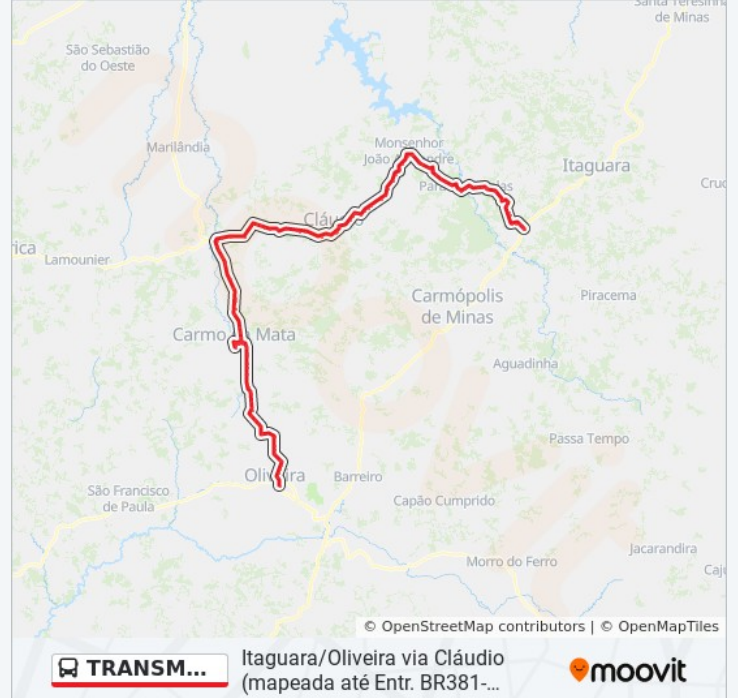 Santa Teresinha
de Minas
São Sebastião
do Oeste
Marilândia
Monsenhor
João
Itaguara
Cláudio
Lamounier
Carmópolis
de Minas
Piracema
Carmo da Mata
Aguadinha
Passa Tempo
Oliveira
Barreiro
São Francisco
de Paula
Capão Cumprido
Morro do Ferro
Jacarandira
© OpenStreetMap contributors | © OpenMapTiles
TRANSM...
Itaguara/Oliveira via Cláudio
(mapeada até Entr. BR381-...
moovit